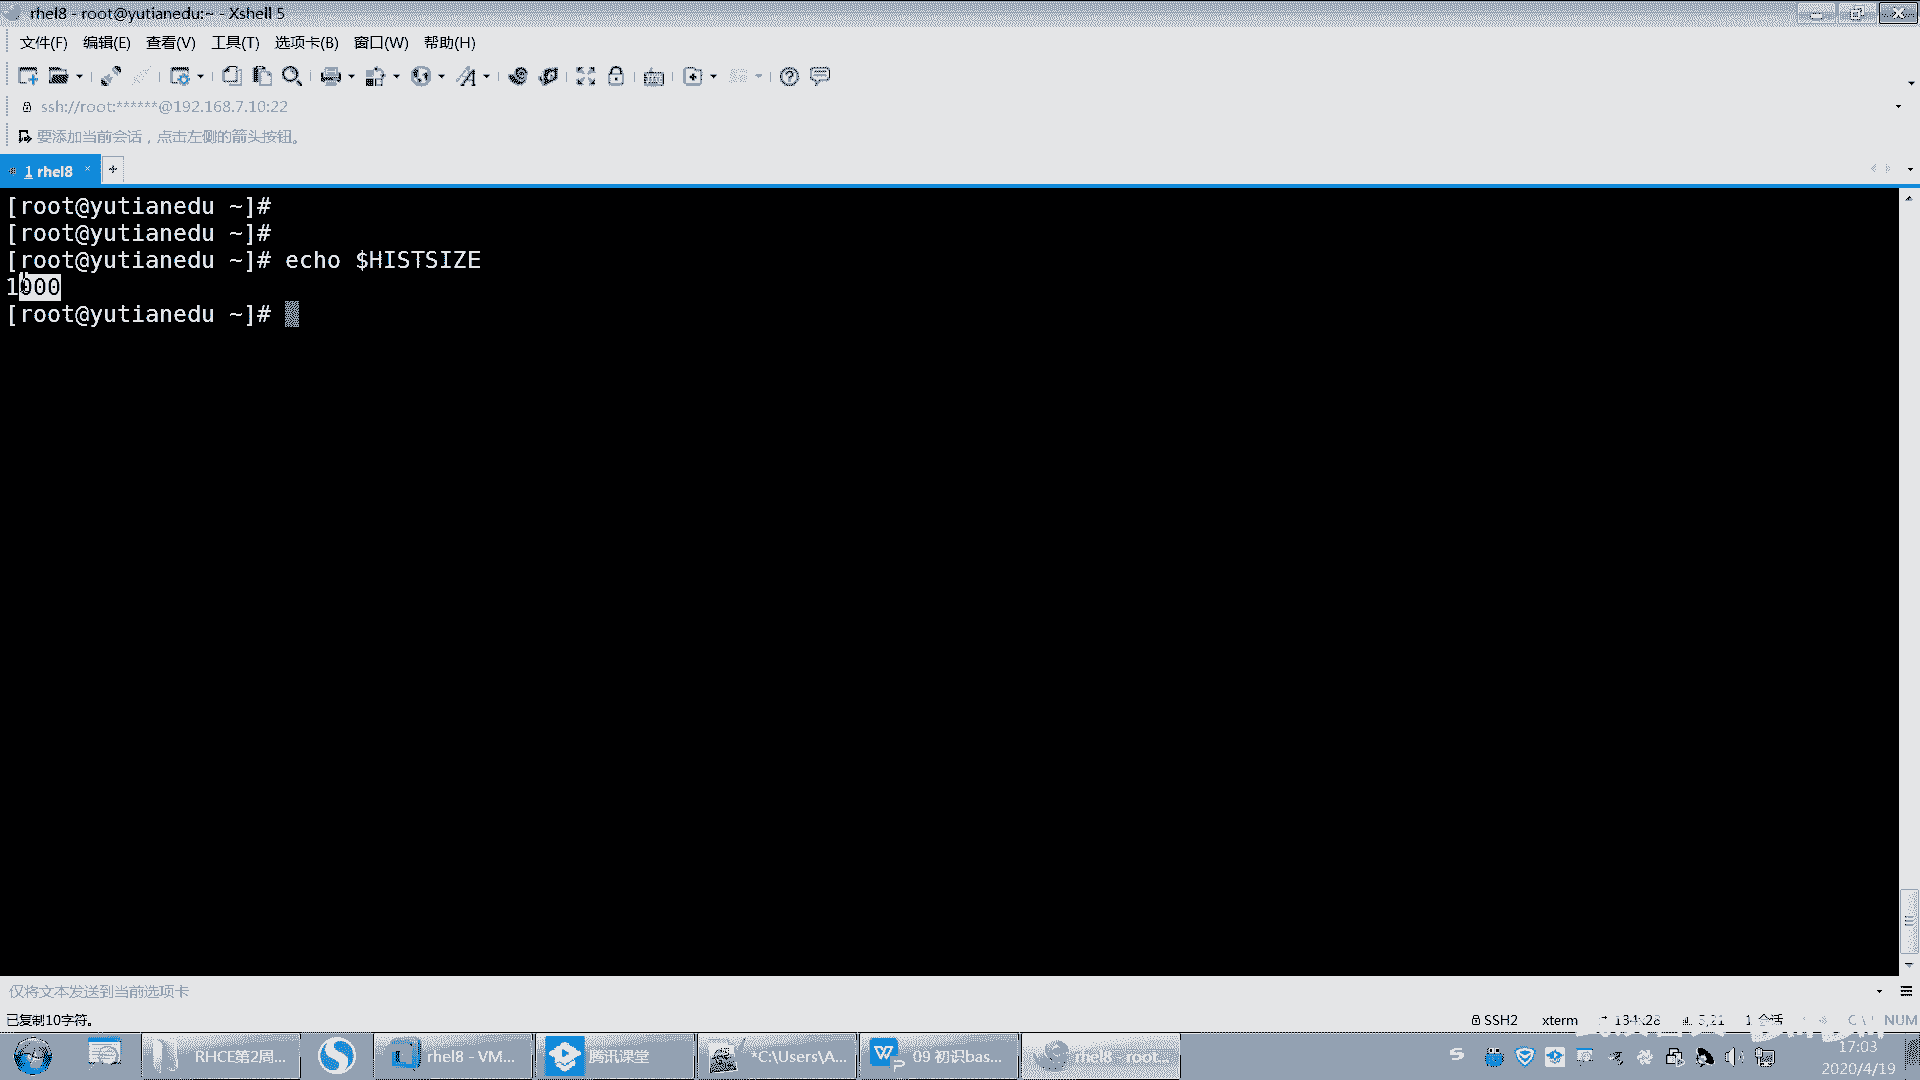 rhel8 - root@yutianedu:~ - Xshell 5
文件(F) 编辑(E) 查看(V) 工具(T) 选项卡(B) 窗口(W) 帮助(H)
ssh://root:******@192.168.7.10:22
要添加当前会话，点击左侧的箭头按钮。
1 rhel8
[root@yutianedu ~]#
[root@yutianedu ~]#
[root@yutianedu ~]# echo $HISTSIZE
1000
[root@yutianedu ~]#
仅将文本发送到当前选项卡
已复制10字符。
SSH2 xterm 134x28 5,21 1 会话 NUM
RHCE第2周... rhel8 - VM... 腾讯课堂 *C:\Users\A... 09 初识bas... rhel8 - root...
17:03
2020/4/19